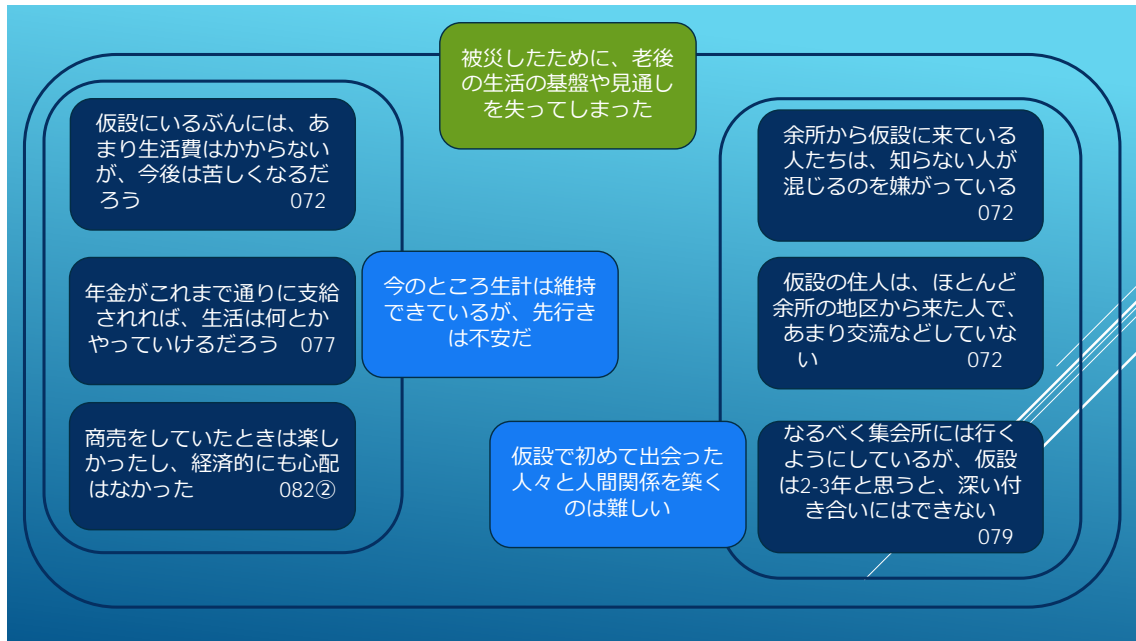 被災したために、老後
の生活の基盤や見通し
を失ってしまった
仮設にいるぶんには、あ
まり生活費はかからない
が、今後は苦しくなるだ
ろう 072
年金がこれまで通りに支給
されれば、生活は何とか
やっていけるだろう 077
商売をしていたときは楽し
かったし、経済的にも心配
はなかった 082②
今のところ生計は維持
できているが、先行き
は不安だ
余所から仮設に来ている
人たちは、知らない人が
混じるのを嫌がっている
072
仮設の住人は、ほとんど
余所の地区から来た人で、
あまり交流などしていな
い 072
なるべく集会所には行く
ようにしているが、仮設
は2-3年と思うと、深い付
き合いにはできない
079
仮設で初めて出会った
人々と人間関係を築く
のは難しい